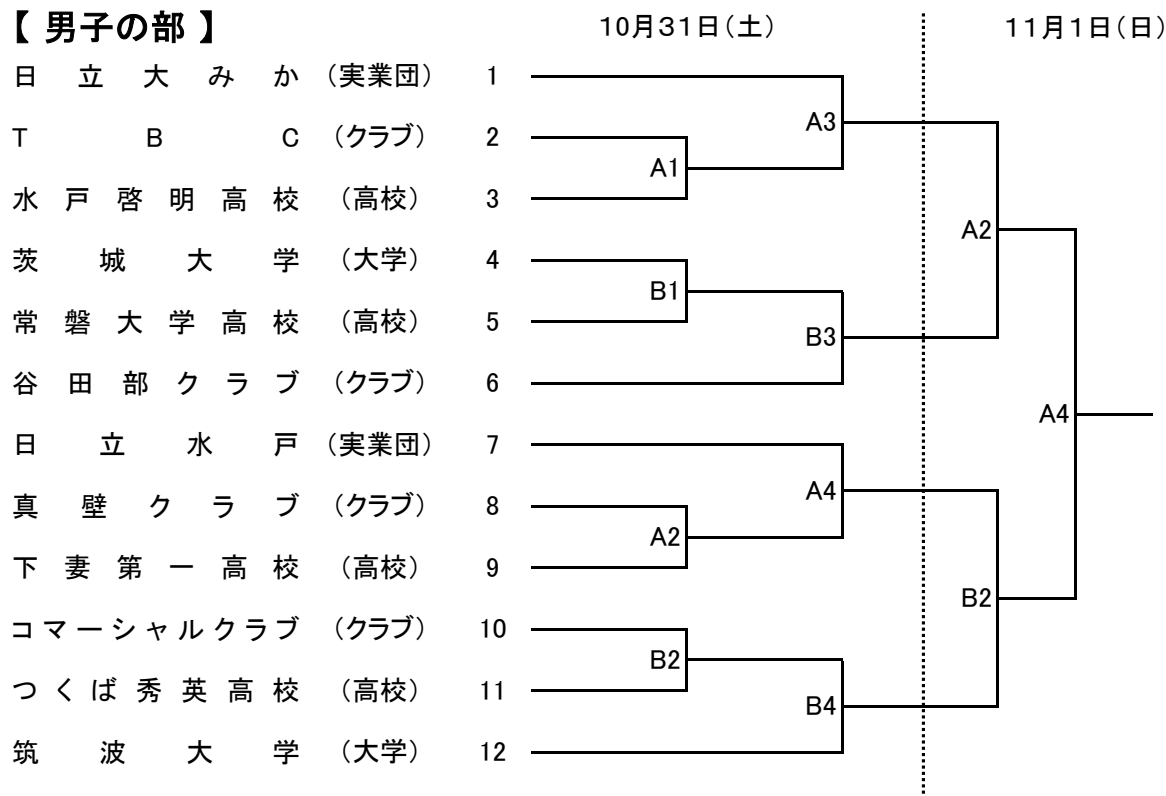 【 男子の部 】 10月31日（土） 11月1日（日）
日立大みか （実業団） 1
A3
TBC （クラブ） 2
A1
水戸啓明高校 （高校） 3
A2
茨城大学 （大学） 4
B1
常磐大学高校 （高校） 5
B3
谷田部クラブ （クラブ） 6
A4
日立水戸 （実業団） 7
A4
真壁クラブ （クラブ） 8
A2
下妻第一高校 （高校） 9
B2
コマーシャルクラブ （クラブ） 10
B2
つくば秀英高校 （高校） 11
B4
筑波大学 （大学） 12